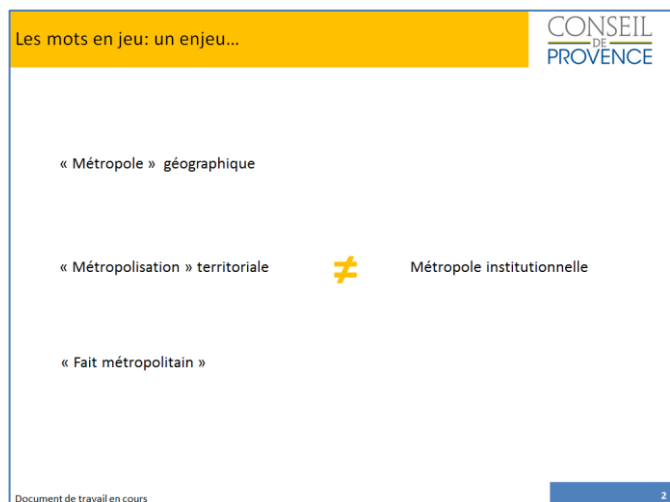 Les mots en jeu: un enjeu...
CONSEIL
DE
PROVENCE
« Métropole »  géographique
« Métropolisation » territoriale ≠ Métropole institutionnelle
« Fait métropolitain »
Document de travail en cours
2